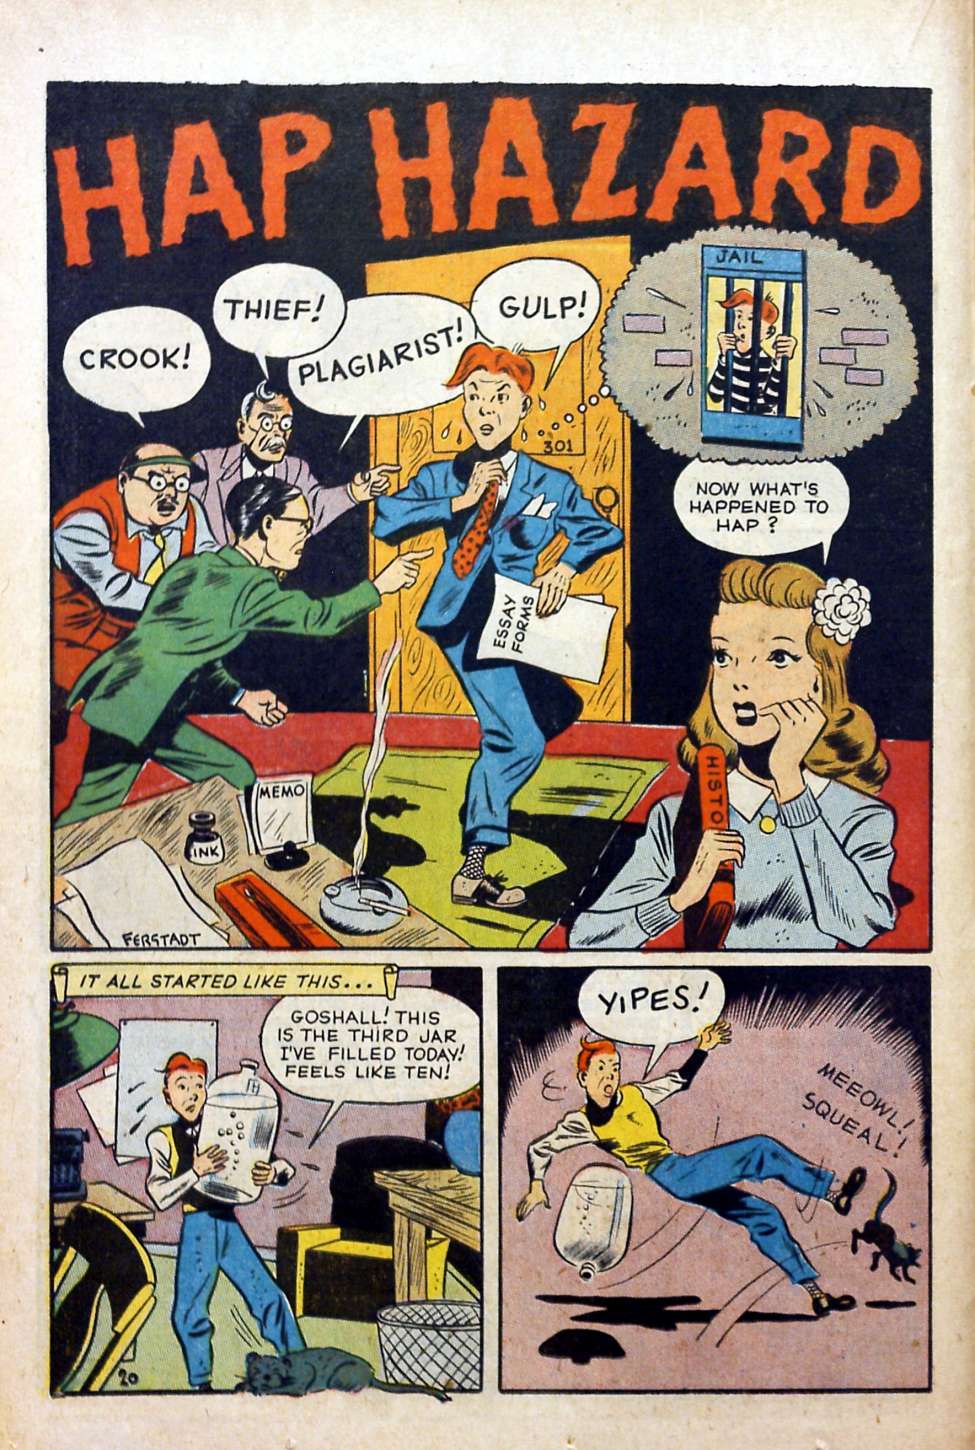 HAP HAZARD
CROOK!
THIEF!
PLAGIARIST!
GULP!
JAIL
301
NOW WHAT'S
HAPPENED TO
HAP?
ESSAY
FORMS
HISTO
MEMO
INK
FERSTADT
IT ALL STARTED LIKE THIS...
GOSHALL! THIS
IS THE THIRD JAR
I'VE FILLED TODAY!
FEELS LIKE TEN!
20
YIPES!
MEEEOWL!
SQUEAL!